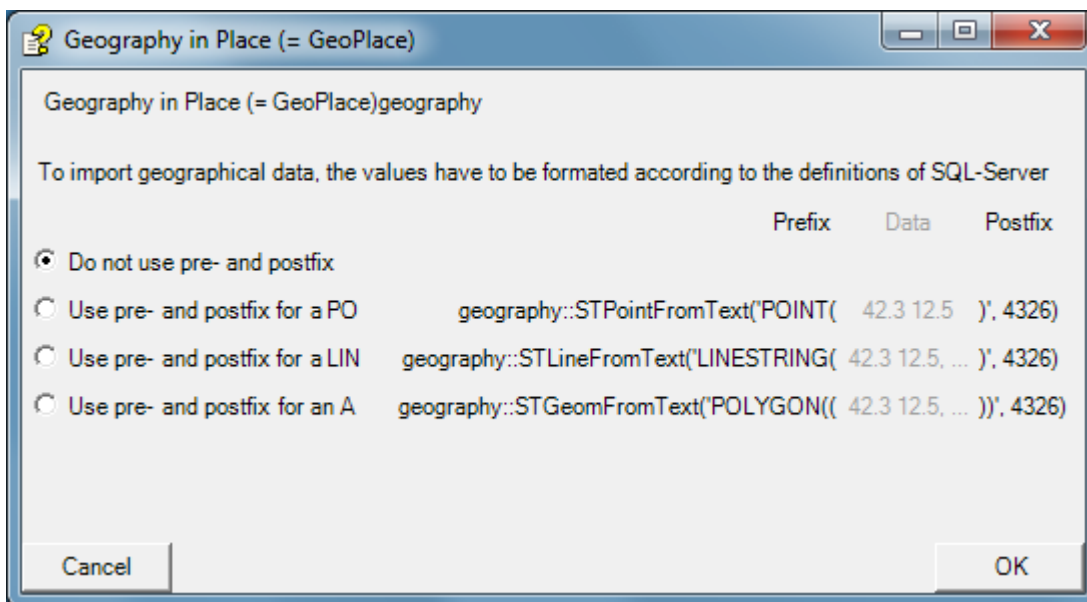 Geography in Place (= GeoPlace)
Geography in Place (= GeoPlace)geography
To import geographical data, the values have to be formated according to the definitions of SQL-Server
Prefix Data Postfix
Do not use pre- and postfix
Use pre- and postfix for a PO geography::STPointFromText('POINT( 42.3 12.5 )', 4326)
Use pre- and postfix for a LIN geography::STLineFromText('LINESTRING( 42.3 12.5, ... )', 4326)
Use pre- and postfix for an A geography::STGeomFromText('POLYGON(( 42.3 12.5, ... ))', 4326)
Cancel OK